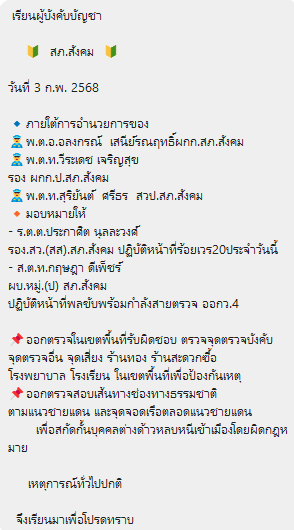 เรียนผู้บังคับบัญชา
🔰 สภ.สังคม 🔰
วันที่ 3 ก.พ. 2568
🔹ภายใต้การอำนวยการของ
👮พ.ต.อ.อลงกรณ์ เสนีย์รณฤทธิ์ผกก.สภ.สังคม
👮พ.ต.ท.วีระเดช เจริญสุข
รอง ผกก.ป.สภ.สังคม
👮พ.ต.ท.สุริยันต์ ศรีธร สวป.สภ.สังคม
🔸มอบหมายให้
- ร.ต.ต.ประกาศิต นุลละวงศ์
รอง.สว.(สส).สภ.สังคม ปฏิบัติหน้าที่ร้อยเวร20ประจำวันนี้
- ส.ต.ท.กฤษฎา ดีเพ็ชร์
ผบ.หมู่.(ป) สภ.สังคม
ปฏิบัติหน้าที่พลขับพร้อมกำลังสายตรวจ ออกว.4
📌ออกตรวจในเขตพื้นที่รับผิดชอบ ตรวจจุดตรวจบังคับ
จุดตรวจอื่น จุดเสี่ยง ร้านทอง ร้านสะดวกซื้อ
โรงพยาบาล โรงเรียน ในเขตพื้นที่เพื่อป้องกันเหตุ
📌ออกตรวจสอบเส้นทางช่องทางธรรมชาติ
ตามแนวชายแดน และจุดจอดเรือตลอดแนวชายแดน
เพื่อสกัดกั้นบุคคลต่างด้าวหลบหนีเข้าเมืองโดยผิดกฎห
มาย
เหตุการณ์ทั่วไปปกติ
จึงเรียนมาเพื่อโปรดทราบ